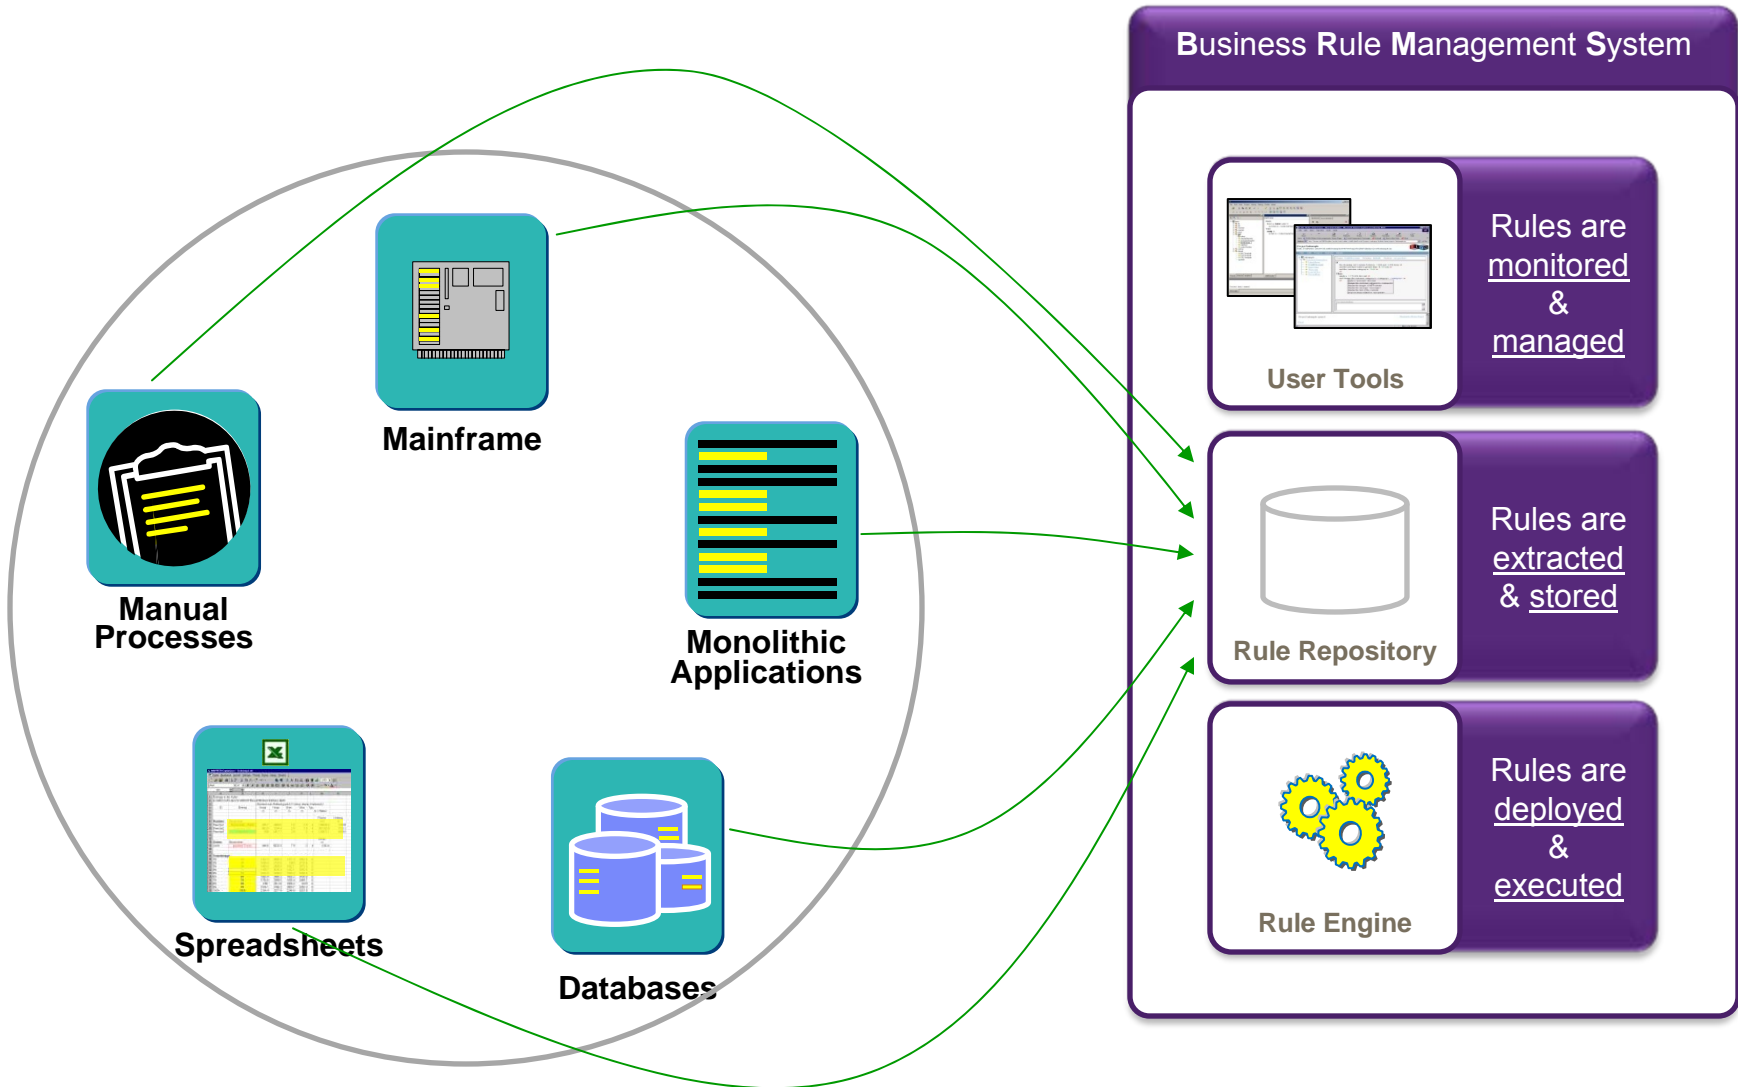 Business Rule Management System
Mainframe
Manual
Processes
Monolithic
Applications
Spreadsheets
Databases
User Tools
Rules are
monitored
&
managed
Rule Repository
Rules are
extracted
& stored
Rule Engine
Rules are
deployed
&
executed